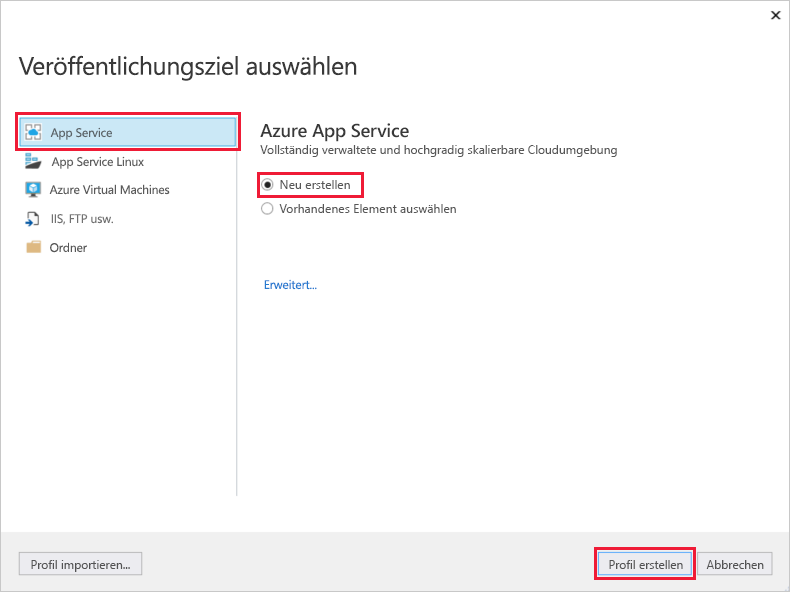 Veröffentlichungsziel auswählen
App Service
App Service Linux
Azure Virtual Machines
IIS, FTP usw.
Ordner
Azure App Service
Vollständig verwaltete und hochgradig skalierbare Cloudumgebung
Neu erstellen
Vorhandenes Element auswählen
Erweitert...
Profil importieren...
Profil erstellen
Abbrechen